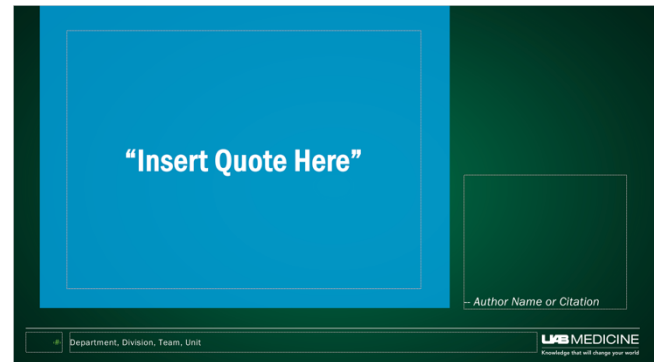 “Insert Quote Here”
– Author Name or Citation
Department, Division, Team, Unit
UAB MEDICINE
Knowledge that will change your world